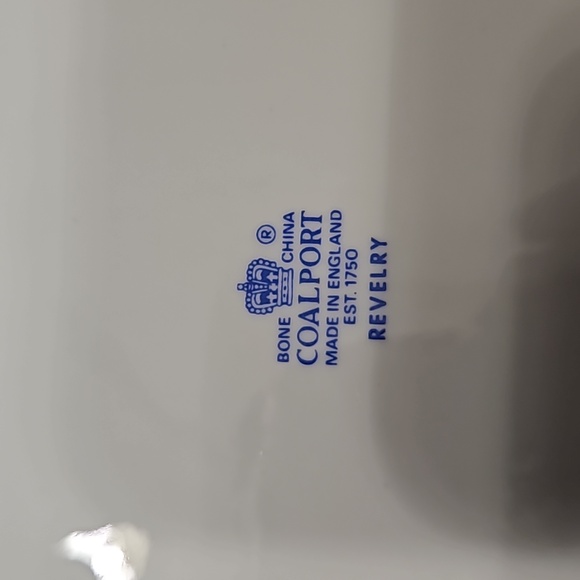 ®
BONE CHINA
COALPORT
MADE IN ENGLAND
EST. 1750
REVELRY